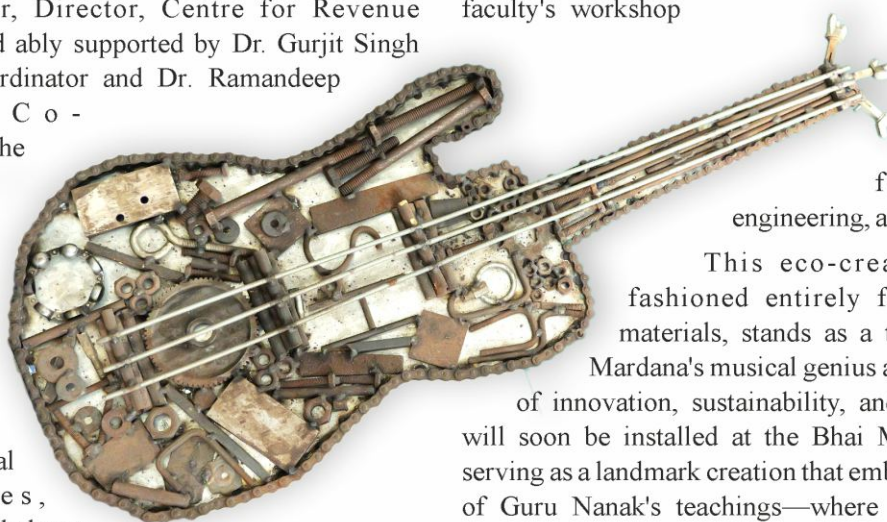 r, Director, Centre for Revenue
d ably supported by Dr. Gurjit Singh
rdinator and Dr. Ramandeep
C o -
he
al
e s ,
faculty's workshop
f
engineering, a
This eco-crea
fashioned entirely f
materials, stands as a t
Mardana's musical genius a
of innovation, sustainability, and
will soon be installed at the Bhai M
serving as a landmark creation that emb
of Guru Nanak's teachings—where